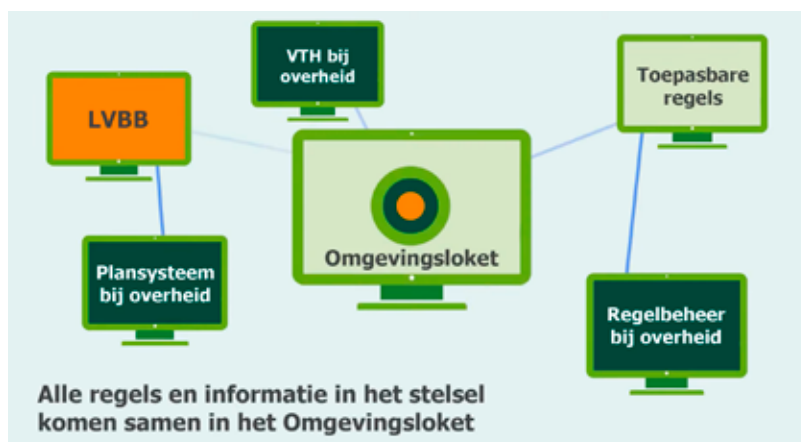 VTH bij
overheid
LVBB
Toepasbare
regels
Omgevingsloket
Plansysteem
bij overheid
Regelbeheer
bij overheid
Alle regels en informatie in het stelsel
komen samen in het Omgevingsloket